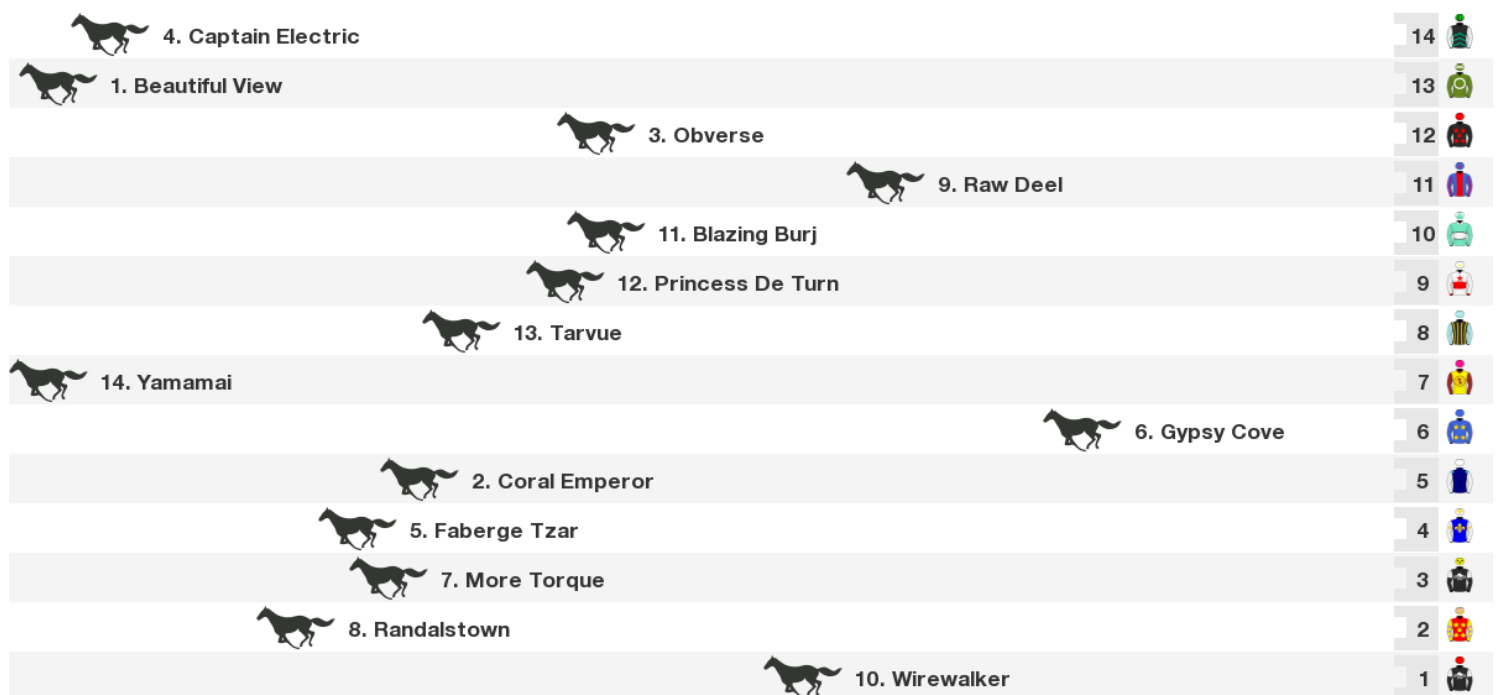 4. Captain Electric 14
1. Beautiful View 13
3. Obverse 12
9. Raw Deel 11
11. Blazing Burj 10
12. Princess De Turn 9
13. Tarvue 8
14. Yamamai 7
6. Gypsy Cove 6
2. Coral Emperor 5
5. Faberge Tzar 4
7. More Torque 3
8. Randalstown 2
10. Wirewalker 1